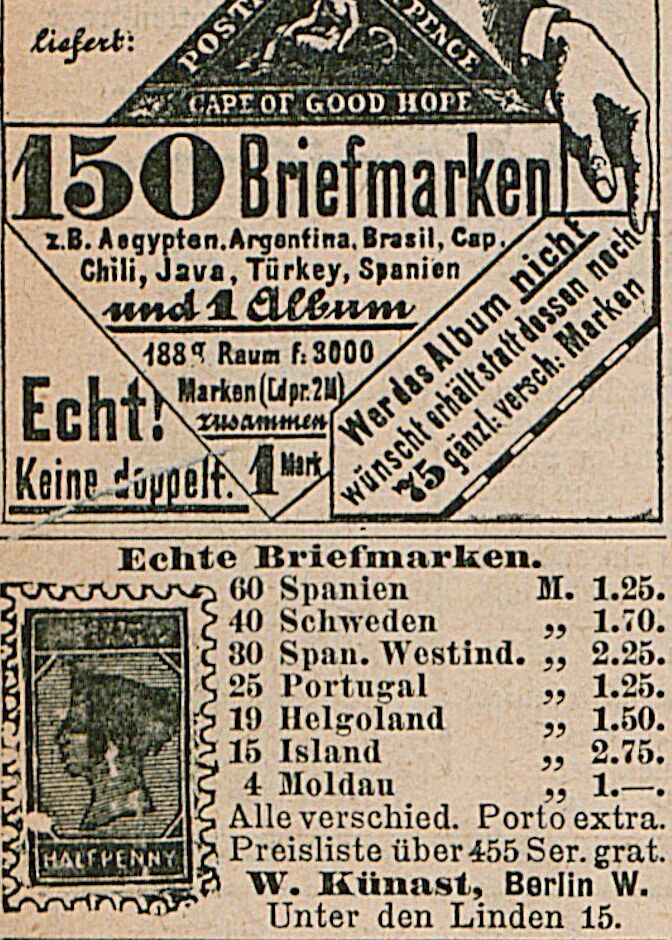 liefert:
POST
PENCE
CAPE OF GOOD HOPE
150 Briefmarken
z.B. Aegypten. Argentina. Brasil, Cap.
Chili, Java, Türkey, Spanien
und 1 Album
Raum f: 3000
Marken (Ldpr. 2M)
zusammen
1 Mark
Echt!
Keine doppelt.
Wer das Album nicht
wünscht erhält statt dessen noch
75 gänzl: versch: Marken
Echte Briefmarken.
60 Spanien M. 1.25.
40 Schweden „ 1.70.
30 Span. Westind. „ 2.25.
25 Portugal „ 1.25.
19 Helgoland „ 1.50.
15 Island „ 2.75.
4 Moldau „ 1.—.
Alle verschied. Porto extra.
Preisliste über 455 Ser. grat.
W. Künast, Berlin W.
Unter den Linden 15.
HALFPENNY